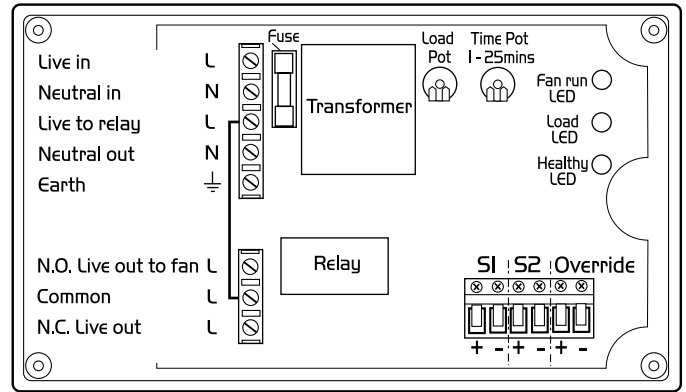 Fuse
Load Pot
Time Pot
1 - 25mins
Live in L
Neutral in N
Live to relay L
Neutral out N
Earth
Transformer
Fan run LED
Load LED
Healthy LED
N.O. Live out to fan L
Common L
N.C. Live out L
Relay
S1 S2 Override
+ - + - + -